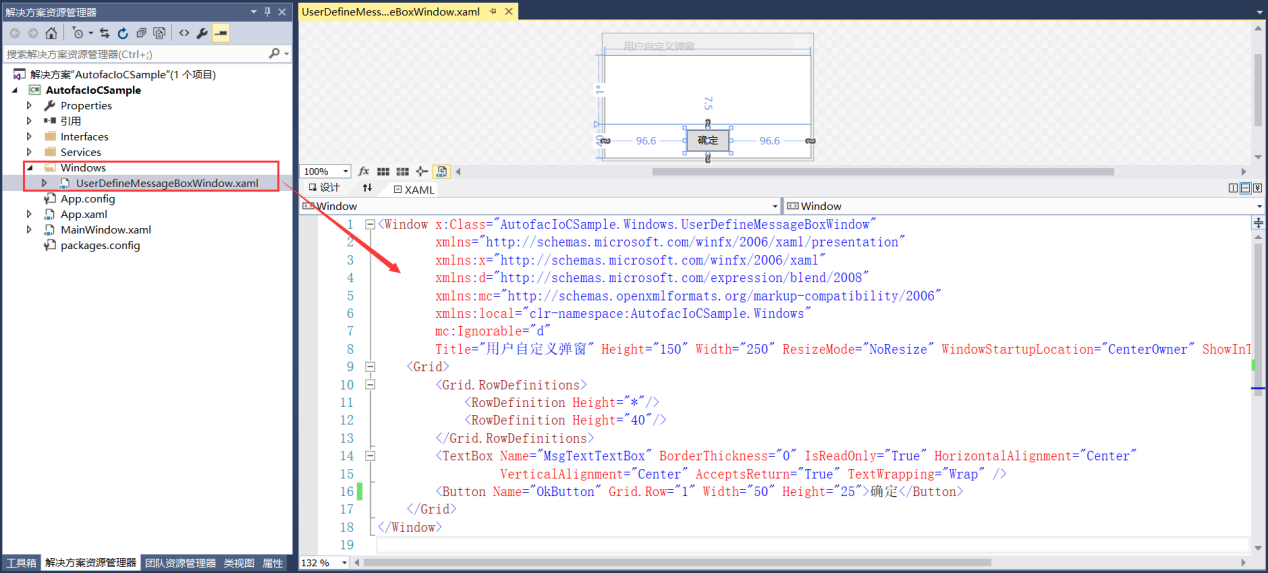 解决方案资源管理器
搜索解决方案资源管理器(Ctrl+;)
解决方案"AutofacIoCSample"(1 个项目)
AutofacIoCSample
Properties
引用
Interfaces
Services
Windows
UserDefineMessageBoxWindow.xaml
App.config
App.xaml
MainWindow.xaml
packages.config
工具箱 解决方案资源管理器 团队资源管理器 类视图 属性
UserDefineMess...eBoxWindow.xaml
用户自定义弹窗
1*
7.5
96.6 确定 96.6
100% fx
设计 XAML
Window Window
1 <Window x:Class="AutofacIoCSample.Windows.UserDefineMessageBoxWindow"
2 xmlns="http://schemas.microsoft.com/winfx/2006/xaml/presentation"
3 xmlns:x="http://schemas.microsoft.com/winfx/2006/xaml"
4 xmlns:d="http://schemas.microsoft.com/expression/blend/2008"
5 xmlns:mc="http://schemas.openxmlformats.org/markup-compatibility/2006"
6 xmlns:local="clr-namespace:AutofacIoCSample.Windows"
7 mc:Ignorable="d"
8 Title="用户自定义弹窗" Height="150" Width="250" ResizeMode="NoResize" WindowStartupLocation="CenterOwner" ShowInT
9 <Grid>
10 <Grid.RowDefinitions>
11 <RowDefinition Height="*"/>
12 <RowDefinition Height="40"/>
13 </Grid.RowDefinitions>
14 <TextBox Name="MsgTextTextBox" BorderThickness="0" IsReadOnly="True" HorizontalAlignment="Center"
15 VerticalAlignment="Center" AcceptsReturn="True" TextWrapping="Wrap" />
16 <Button Name="OkButton" Grid.Row="1" Width="50" Height="25">确定</Button>
17 </Grid>
18 </Window>
19
132 %